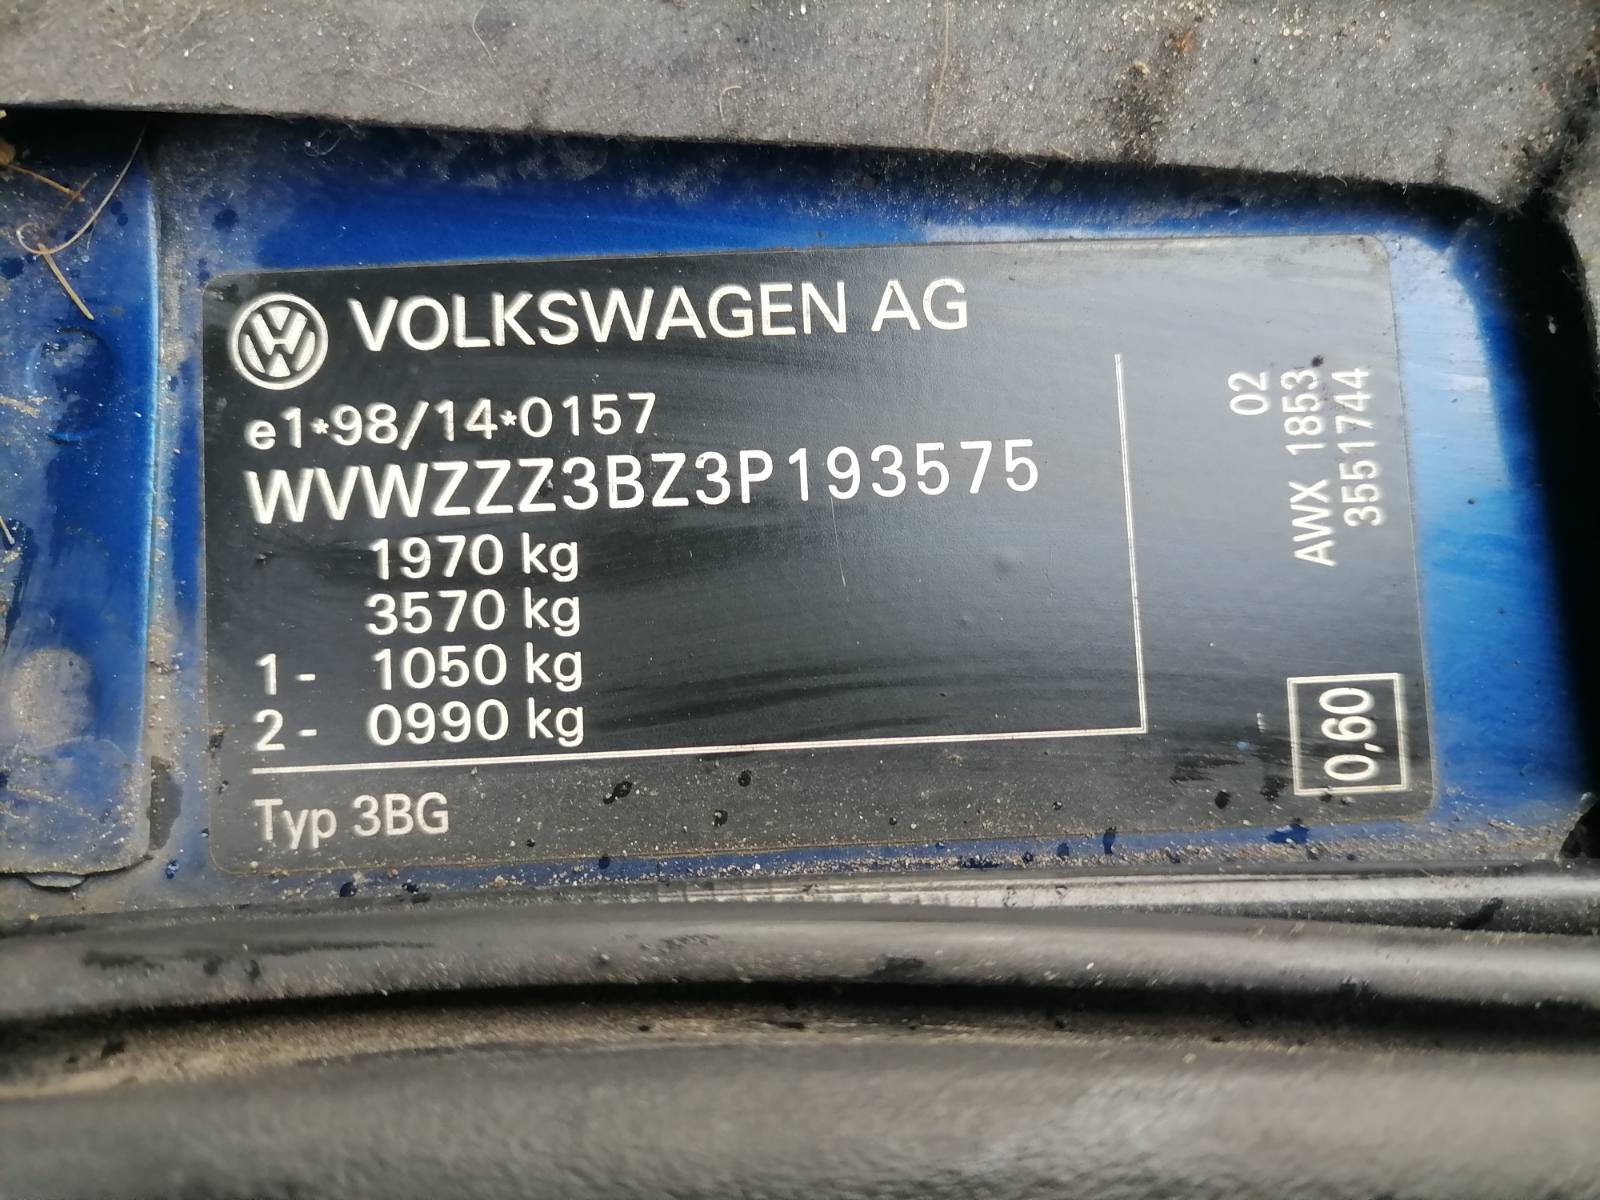 VOLKSWAGEN AG
e1*98/14*0157
WVWZZZ3BZ3P193575
1970 kg
3570 kg
1- 1050 kg
2- 0990 kg
Typ 3BG
02
AWX 1853
3551744
0,60